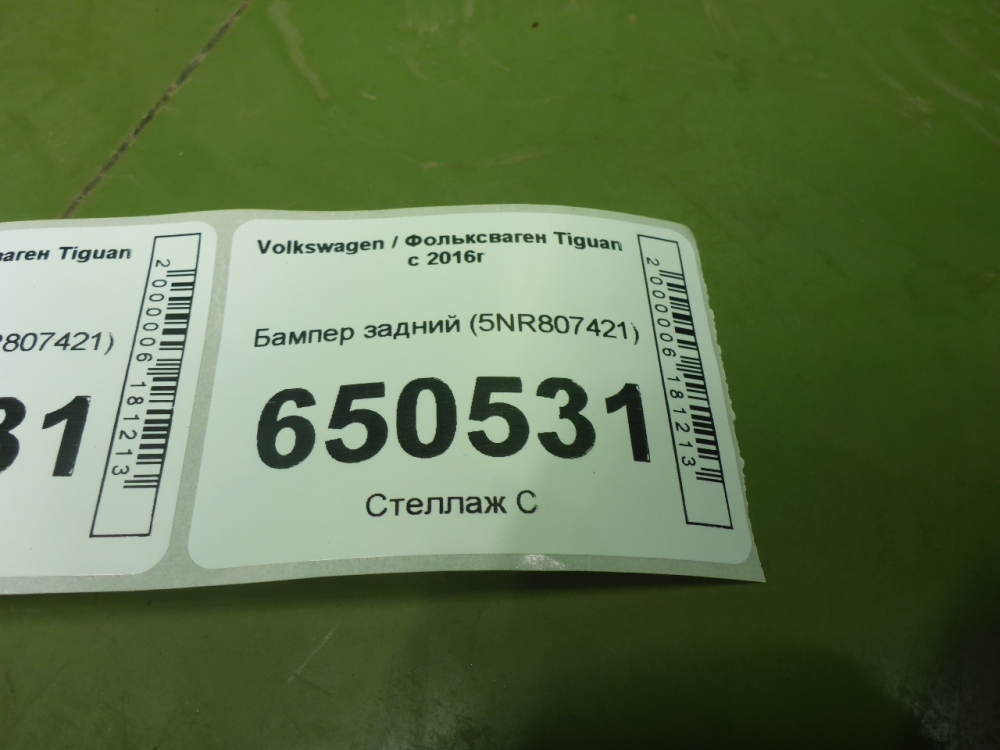 ваген Tiguan
807421)
31
2000006181213
Volkswagen / Фольксваген Tiguan
с 2016г
Бампер задний (5NR807421)
650531
Стеллаж С
2000006181213